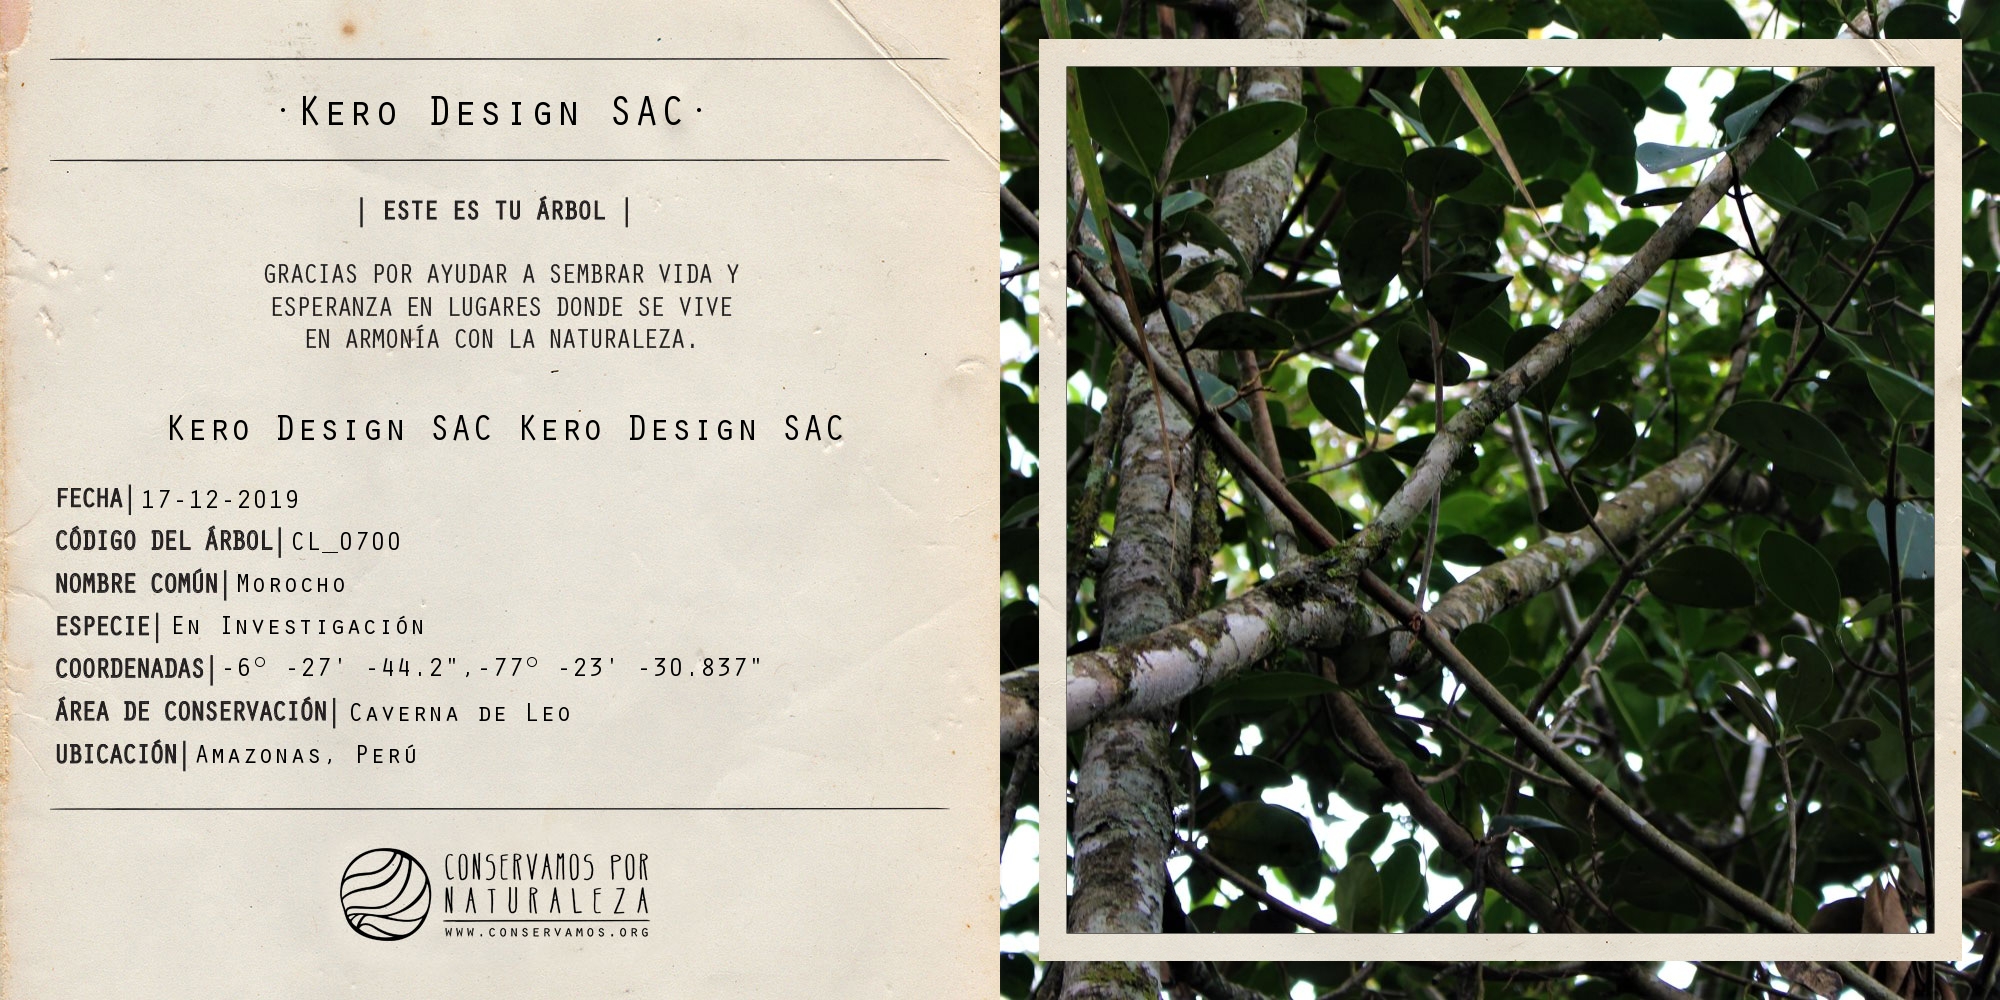 ·Kero Design SAC·
| ESTE ES TU ÁRBOL |
GRACIAS POR AYUDAR A SEMBRAR VIDA Y
ESPERANZA EN LUGARES DONDE SE VIVE
EN ARMONÍA CON LA NATURALEZA.
Kero Design SAC Kero Design SAC
FECHA| 17-12-2019
CÓDIGO DEL ÁRBOL| CL_0700
NOMBRE COMÚN| Morocho
ESPECIE| En Investigación
COORDENADAS| -6° -27' -44.2",-77° -23' -30.837"
ÁREA DE CONSERVACIÓN| Caverna de Leo
UBICACIÓN| Amazonas, Perú
CONSERVAMOS POR
NATURALEZA
WWW.CONSERVAMOS.ORG